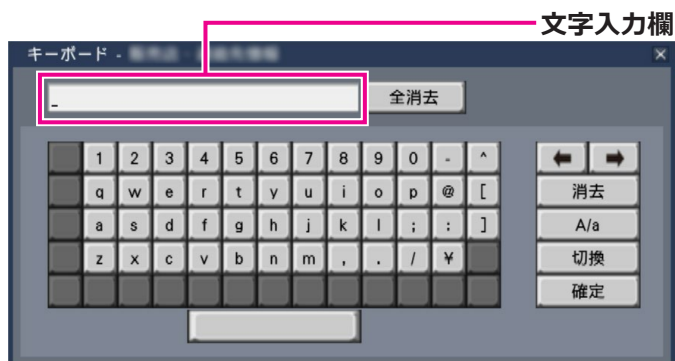 文字入力欄
キーボード -
_
全消去
1 2 3 4 5 6 7 8 9 0 - ^
q w e r t y u i o p @ [
消去
a s d f g h j k l ; : ]
A/a
z x c v b n m , . / ¥
切換
確定